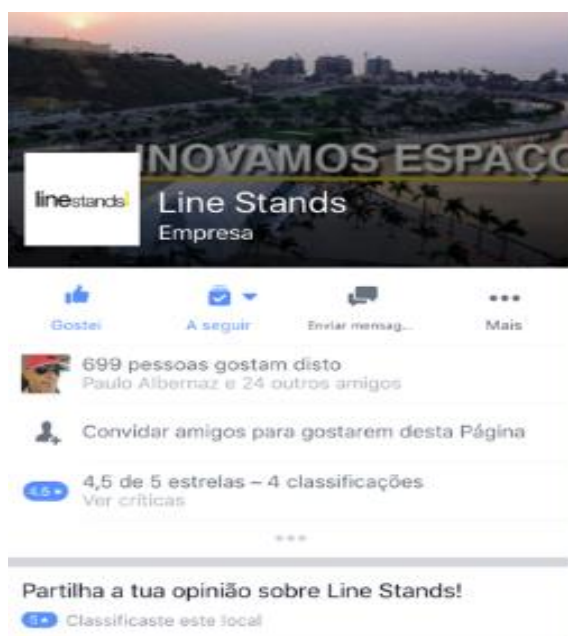 INOVAMOS ESPAÇO
linestands!
Line Stands
Empresa
Gostei
A seguir
Enviar mensag...
Mais
699 pessoas gostam disto
Paulo Albernaz e 24 outros amigos
Convidar amigos para gostarem desta Página
4,5 de 5 estrelas – 4 classificações
4.5
Ver críticas
Partilha a tua opinião sobre Line Stands!
5 Classificaste este local